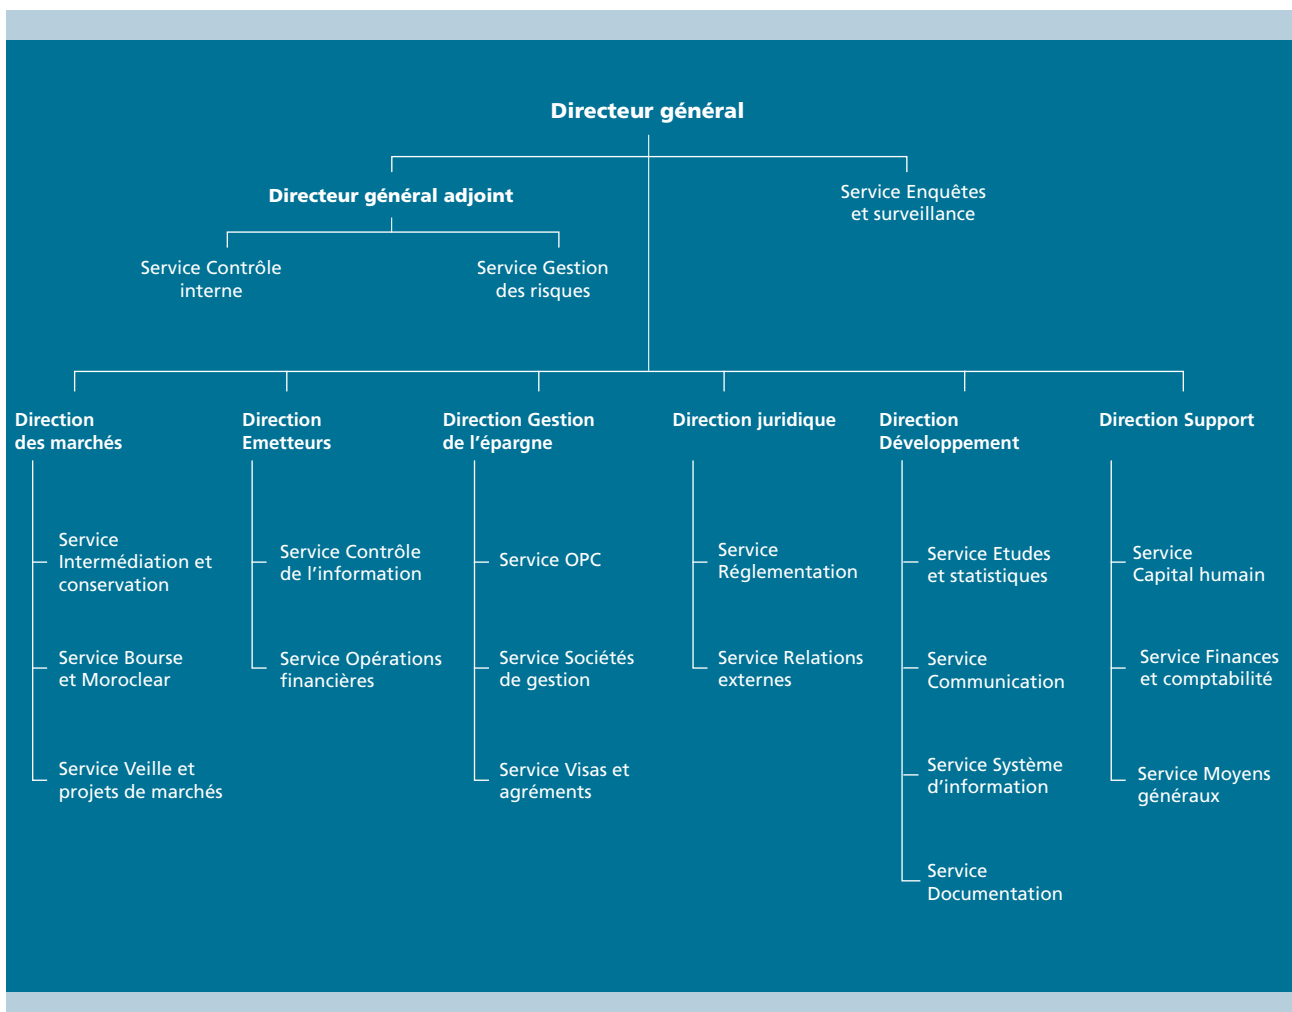 Directeur général
Directeur général adjoint
Service Enquêtes
et surveillance
Service Contrôle
interne
Service Gestion
des risques
Direction
des marchés
Service
Intermédiation et
conservation
Service Bourse
et Moroclear
Service Veille et
projets de marchés
Direction
Emetteurs
Service Contrôle
de l'information
Service Opérations
financières
Direction Gestion
de l'épargne
Service OPC
Service Sociétés
de gestion
Service Visas et
agréments
Direction juridique
Service
Réglementation
Service Relations
externes
Direction
Développement
Service Etudes
et statistiques
Service
Communication
Service Système
d'information
Service
Documentation
Direction Support
Service
Capital humain
Service Finances
et comptabilité
Service Moyens
généraux